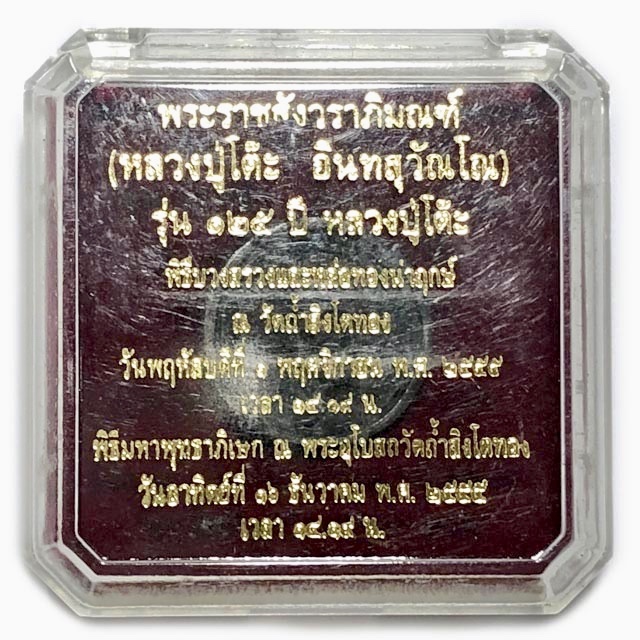 พระราชสังวราภิมณฑ์
(หลวงปู่โต๊ะ อินทสุวัณโณ)
รุ่น ๑๒๕ ปี หลวงปู่โต๊ะ
พิธีบวงสรวงและเททองนำฤกษ์
ณ วัดถ้ำสิงโตทอง
วันพฤหัสบดีที่ ๑ พฤศจิกายน พ.ศ. ๒๕๕๕
เวลา ๑๔.๑๙ น.
พิธีมหาพุทธาภิเษก ณ พระอุโบสถวัดถ้ำสิงโตทอง
วันอาทิตย์ที่ ๑๖ ธันวาคม พ.ศ. ๒๕๕๕
เวลา ๑๔.๑๙ น.